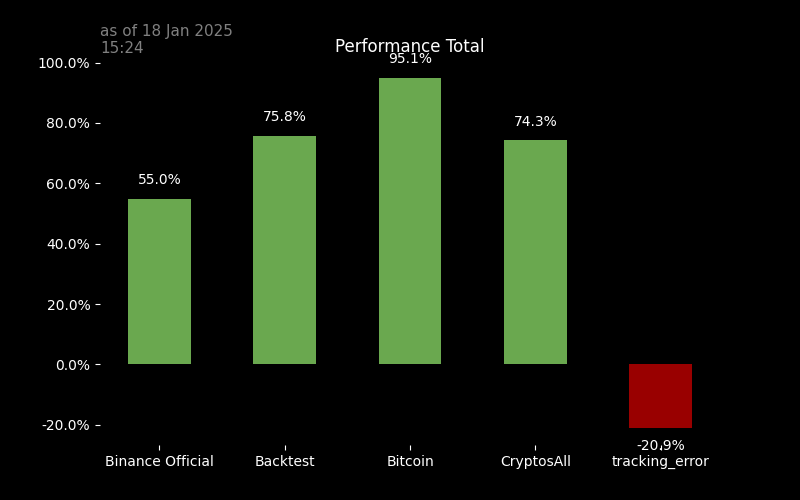 as of 18 Jan 2025
15:24
Performance Total
100.0%
80.0%
60.0%
40.0%
20.0%
0.0%
-20.0%
55.0%
75.8%
95.1%
74.3%
-20.9%
Binance Official
Backtest
Bitcoin
CryptosAll
tracking_error